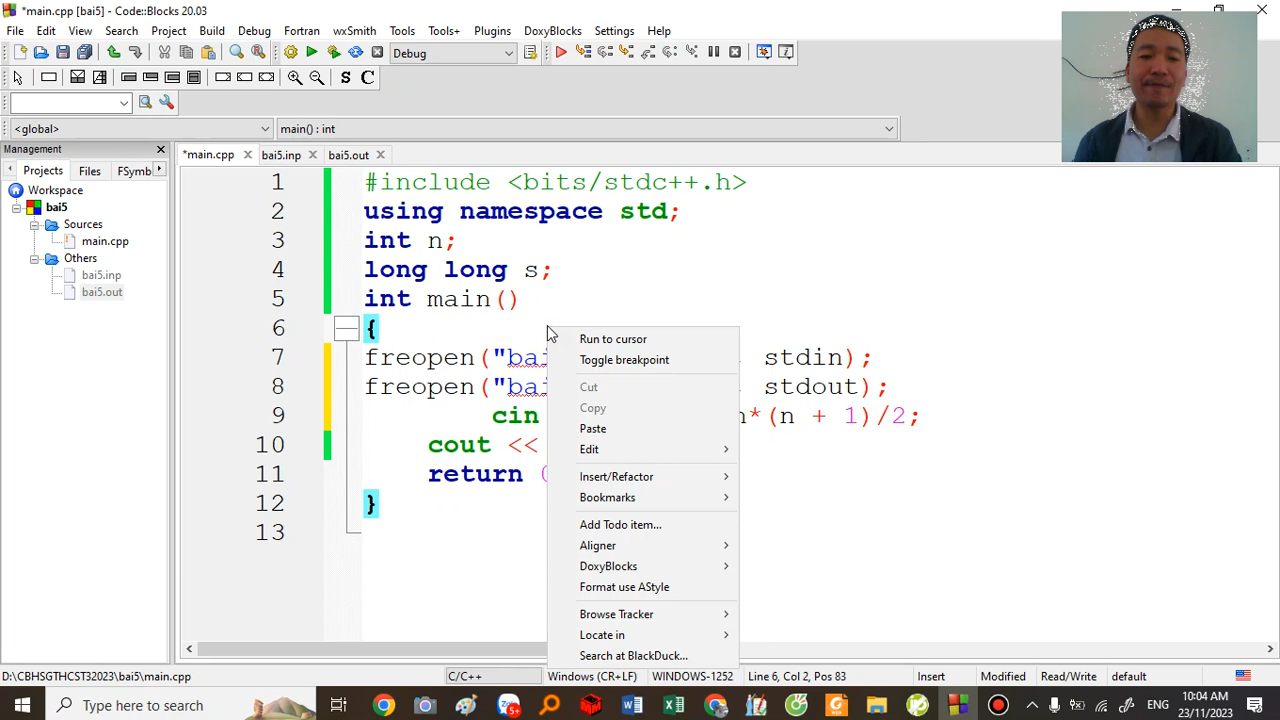 *main.cpp [bai5] - Code::Blocks 20.03
File Edit View Search Project Build Debug Fortran wxSmith Tools Tools+ Plugins DoxyBlocks Settings Help
Debug
S C
<global> main() : int
Management
Projects Files FSymb
Workspace
bai5
Sources
main.cpp
Others
bai5.inp
bai5.out
*main.cpp bai5.inp bai5.out
1 #include <bits/stdc++.h>
2 using namespace std;
3 int n;
4 long long s;
5 int main()
6 {
7 freopen("bai stdin);
8 freopen("bai stdout);
9 cin *(n + 1)/2;
10 cout <<
11 return
12 }
13
Run to cursor
Toggle breakpoint
Cut
Copy
Paste
Edit
Insert/Refactor
Bookmarks
Add Todo item...
Aligner
DoxyBlocks
Format use AStyle
Browse Tracker
Locate in
Search at BlackDuck...
D:\CBHSGTHCST32023\bai5\main.cpp C/C++ Windows (CR+LF) WINDOWS-1252 Line 6, Col 2, Pos 83 Insert Modified Read/Write default
Type here to search
5+
ENG
10:04 AM
23/11/2023